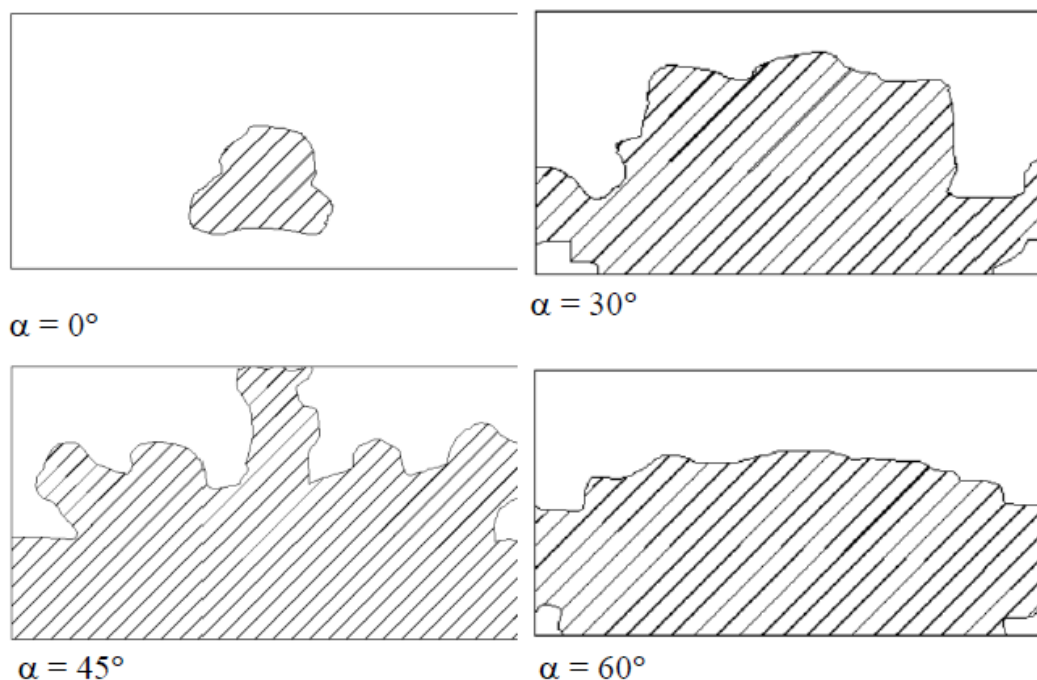 α = 0°
α = 30°
α = 45°
α = 60°